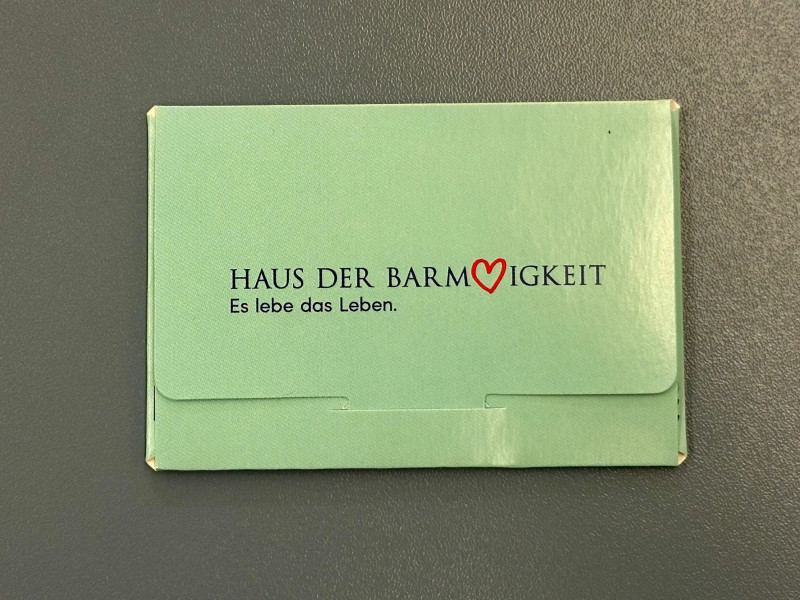 HAUS DER BARM♡IGKEIT
Es lebe das Leben.